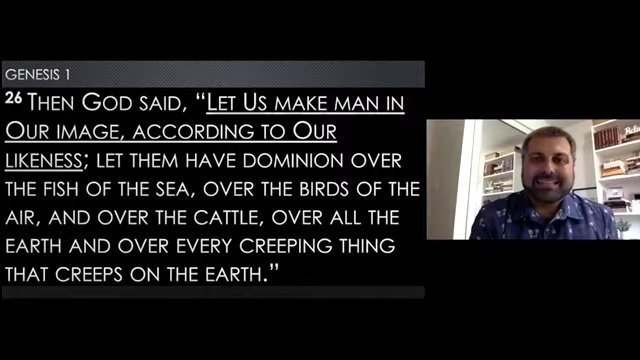 GENESIS 1
26 THEN GOD SAID, “LET US MAKE MAN IN
OUR IMAGE, ACCORDING TO OUR
LIKENESS; LET THEM HAVE DOMINION OVER
THE FISH OF THE SEA, OVER THE BIRDS OF THE
AIR, AND OVER THE CATTLE, OVER ALL THE
EARTH AND OVER EVERY CREEPING THING
THAT CREEPS ON THE EARTH.”